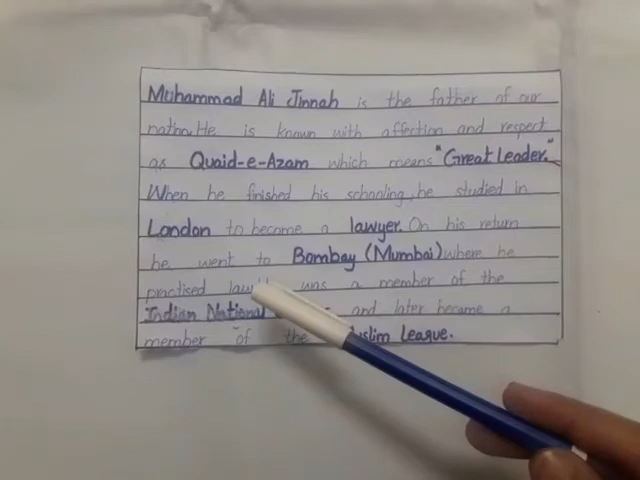 Muhammad Ali Jinnah is the father of our
natho. He is known with affection and respect
as Quaid-e-Azam which means "Great Leader."
When he finished his schooling, he studied in
London to become a lawyer. On his return
he went to Bombay (Mumbai) where he
practised was a member of the
Indian National and later became a
member of the League.